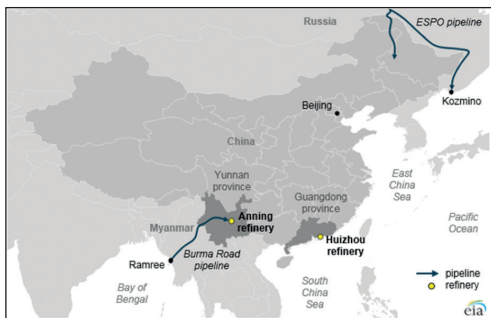 Russia
ESPO pipeline
Beijing
Kozmino
China
Yunnan
province
East
China
Sea
Guangdong
province
Pacific
Ocean
Anning
refinery
Myanmar
Huizhou
refinery
Burma Road
pipeline
Ramree
Bay of
Bengal
South
China
Sea
pipeline
refinery
eia